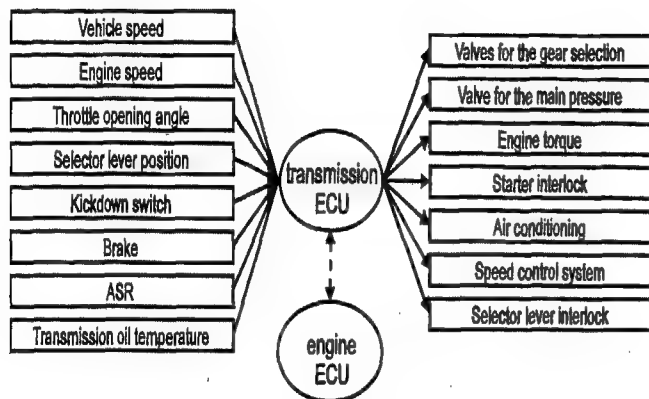 Vehicle speed
Engine speed
Throttle opening angle
Selector lever position
Kickdown switch
Brake
ASR
Transmission oil temperature
transmission
ECU
engine
ECU
Valves for the gear selection
Valve for the main pressure
Engine torque
Starter interlock
Air conditioning
Speed control system
Selector lever interlock